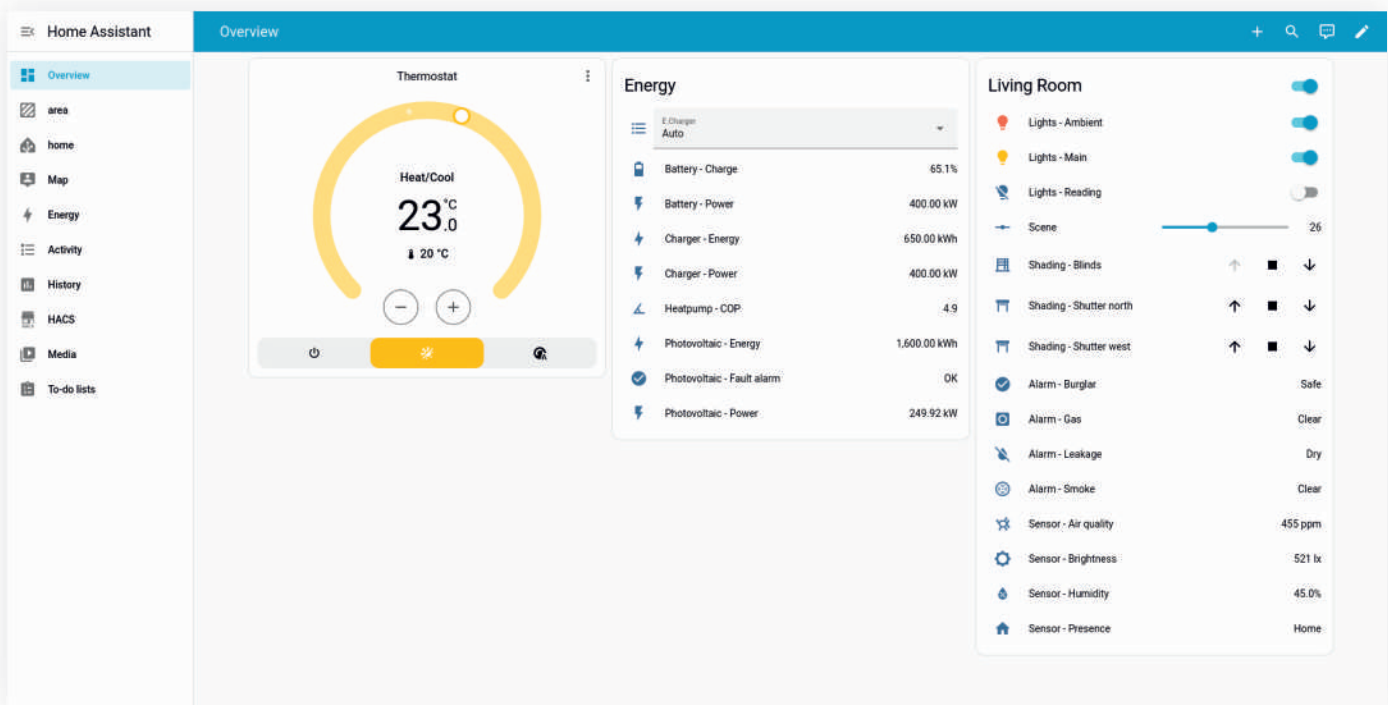 Home Assistant
Overview
Overview
area
home
Map
Energy
Activity
History
HACS
Media
To-do lists
Thermostat
Heat/Cool
23.0 °C
20 °C
Energy
E.Charger
Auto
Battery - Charge 65.1%
Battery - Power 400.00 kW
Charger - Energy 650.00 kWh
Charger - Power 400.00 kW
Heatpump - COP 4.9
Photovoltaic - Energy 1,600.00 kWh
Photovoltaic - Fault alarm OK
Photovoltaic - Power 249.92 kW
Living Room
Lights - Ambient
Lights - Main
Lights - Reading
Scene 26
Shading - Blinds
Shading - Shutter north
Shading - Shutter west
Alarm - Burglar Safe
Alarm - Gas Clear
Alarm - Leakage Dry
Alarm - Smoke Clear
Sensor - Air quality 455 ppm
Sensor - Brightness 521 lx
Sensor - Humidity 45.0%
Sensor - Presence Home